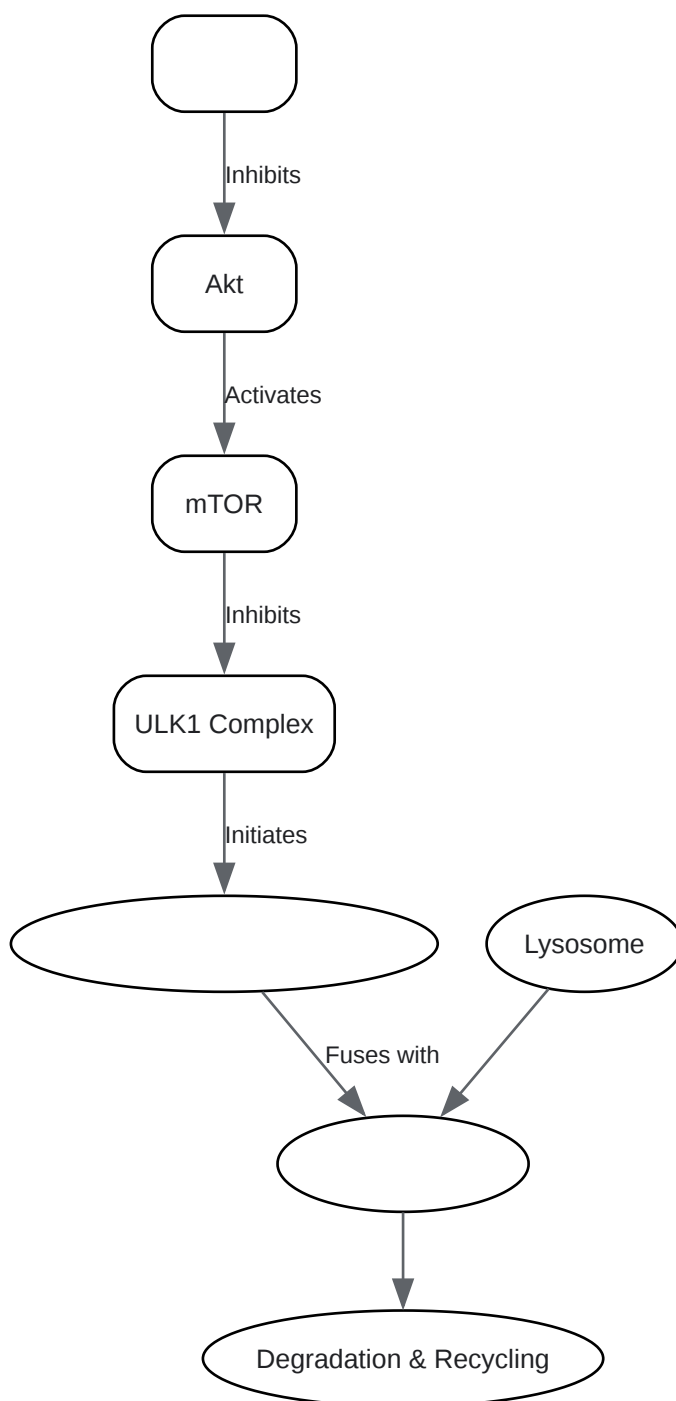 Inhibits
Akt
Activates
mTOR
Inhibits
ULK1 Complex
Initiates
Lysosome
Fuses with
Degradation & Recycling